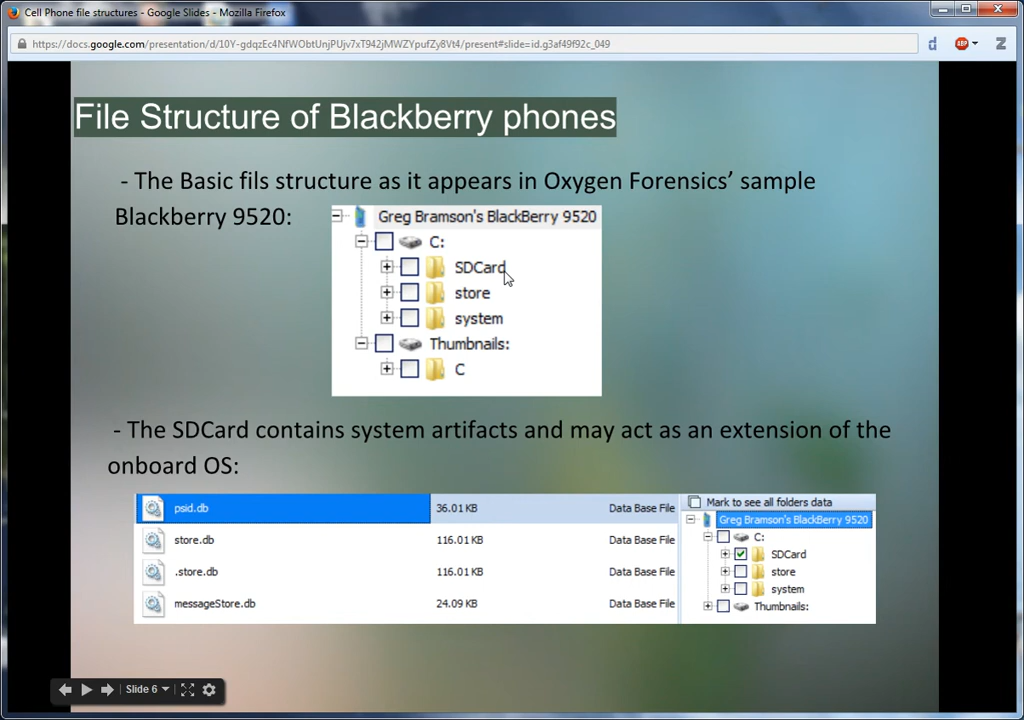 Cell Phone file structures - Google Slides - Mozilla Firefox
https://docs.google.com/presentation/d/10Y-gdqzEc4NfWObtUnjPUjv7xT942jMWZYpufZy8Vt4/present#slide=id.g3af49f92c_049
d ABP Z
File Structure of Blackberry phones
- The Basic fils structure as it appears in Oxygen Forensics’ sample
Blackberry 9520:
Greg Bramson's BlackBerry 9520
C:
SDCard
store
system
Thumbnails:
C
- The SDCard contains system artifacts and may act as an extension of the
onboard OS:
psid.db 36.01 KB Data Base File
store.db 116.01 KB Data Base File
.store.db 116.01 KB Data Base File
messageStore.db 24.09 KB Data Base File
Mark to see all folders data
Greg Bramson's BlackBerry 9520
C:
SDCard
store
system
Thumbnails:
Slide 6